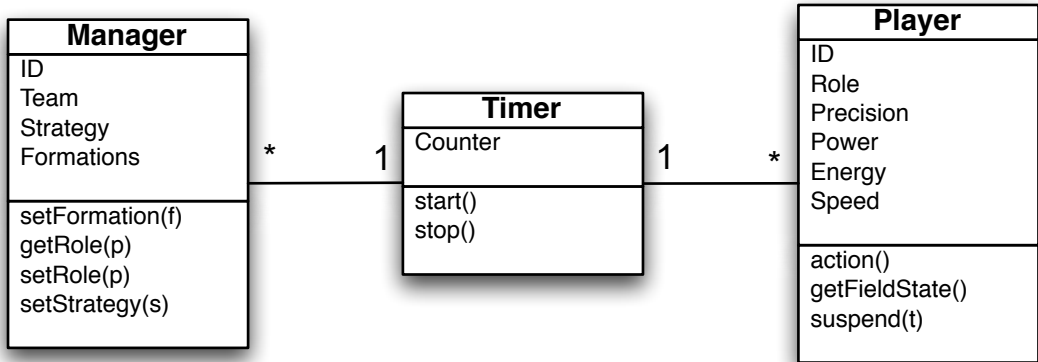 Manager
ID
Team
Strategy
Formations
setFormation(f)
getRole(p)
setRole(p)
setStrategy(s)
* 1
Timer
Counter
start()
stop()
1 *
Player
ID
Role
Precision
Power
Energy
Speed
action()
getFieldState()
suspend(t)